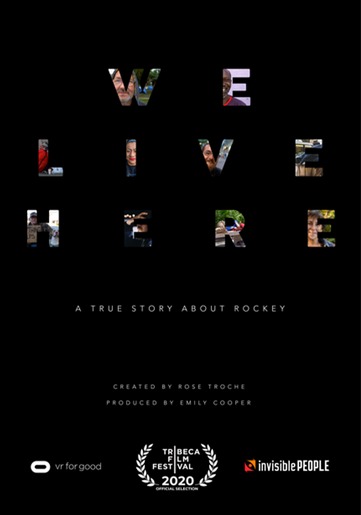 WE
LIVE
HERE
A TRUE STORY ABOUT ROCKEY
CREATED BY ROSE TROCHE
PRODUCED BY EMILY COOPER
vr for good
TRIBECA
FILM
FESTIVAL
2020
OFFICIAL SELECTION
invisiblePEOPLE